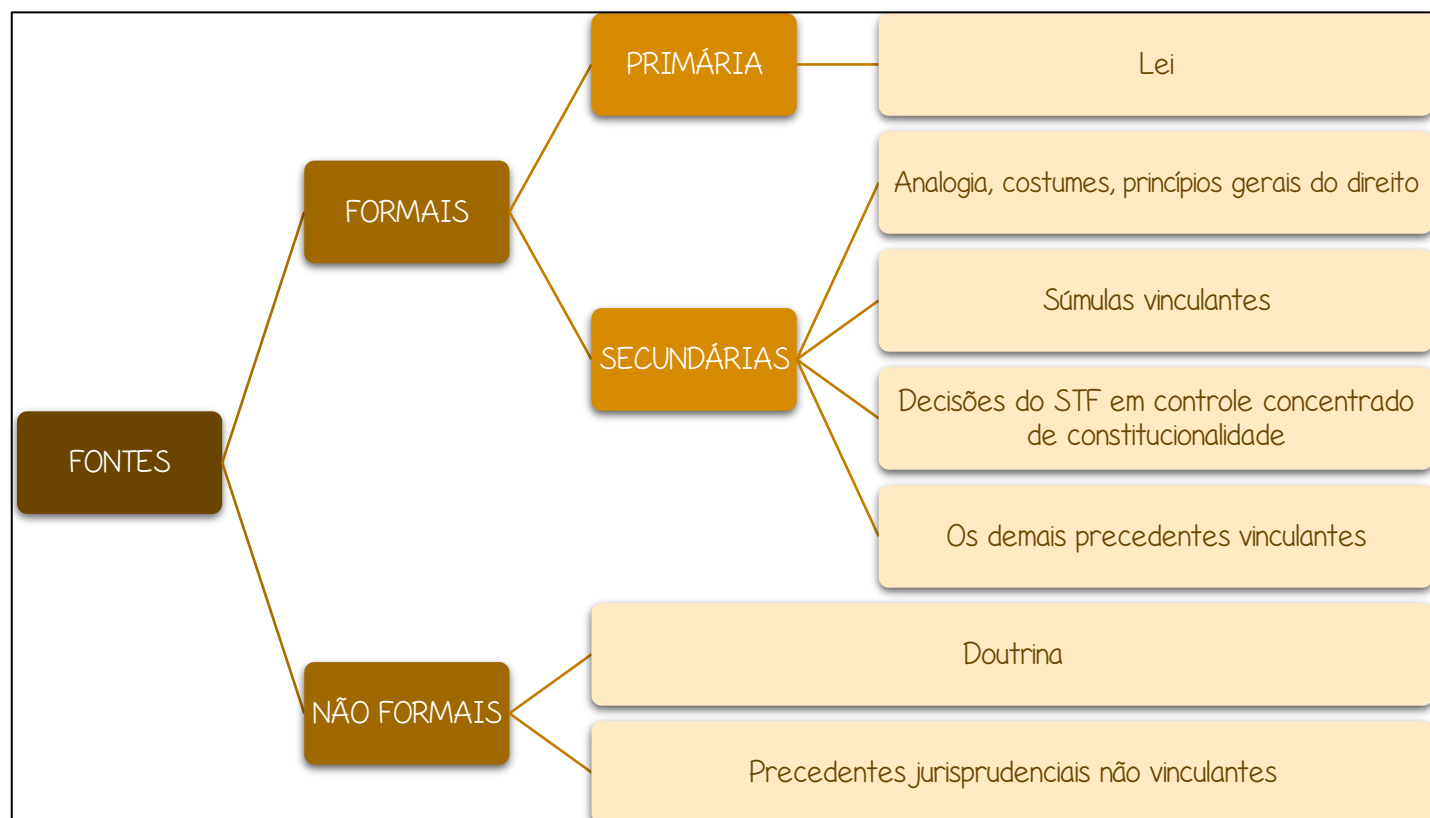 FONTES
FORMAIS
PRIMÁRIA
Lei
SECUNDÁRIAS
Analogia, costumes, princípios gerais do direito
Súmulas vinculantes
Decisões do STF em controle concentrado
de constitucionalidade
Os demais precedentes vinculantes
NÃO FORMAIS
Doutrina
Precedentes jurisprudenciais não vinculantes